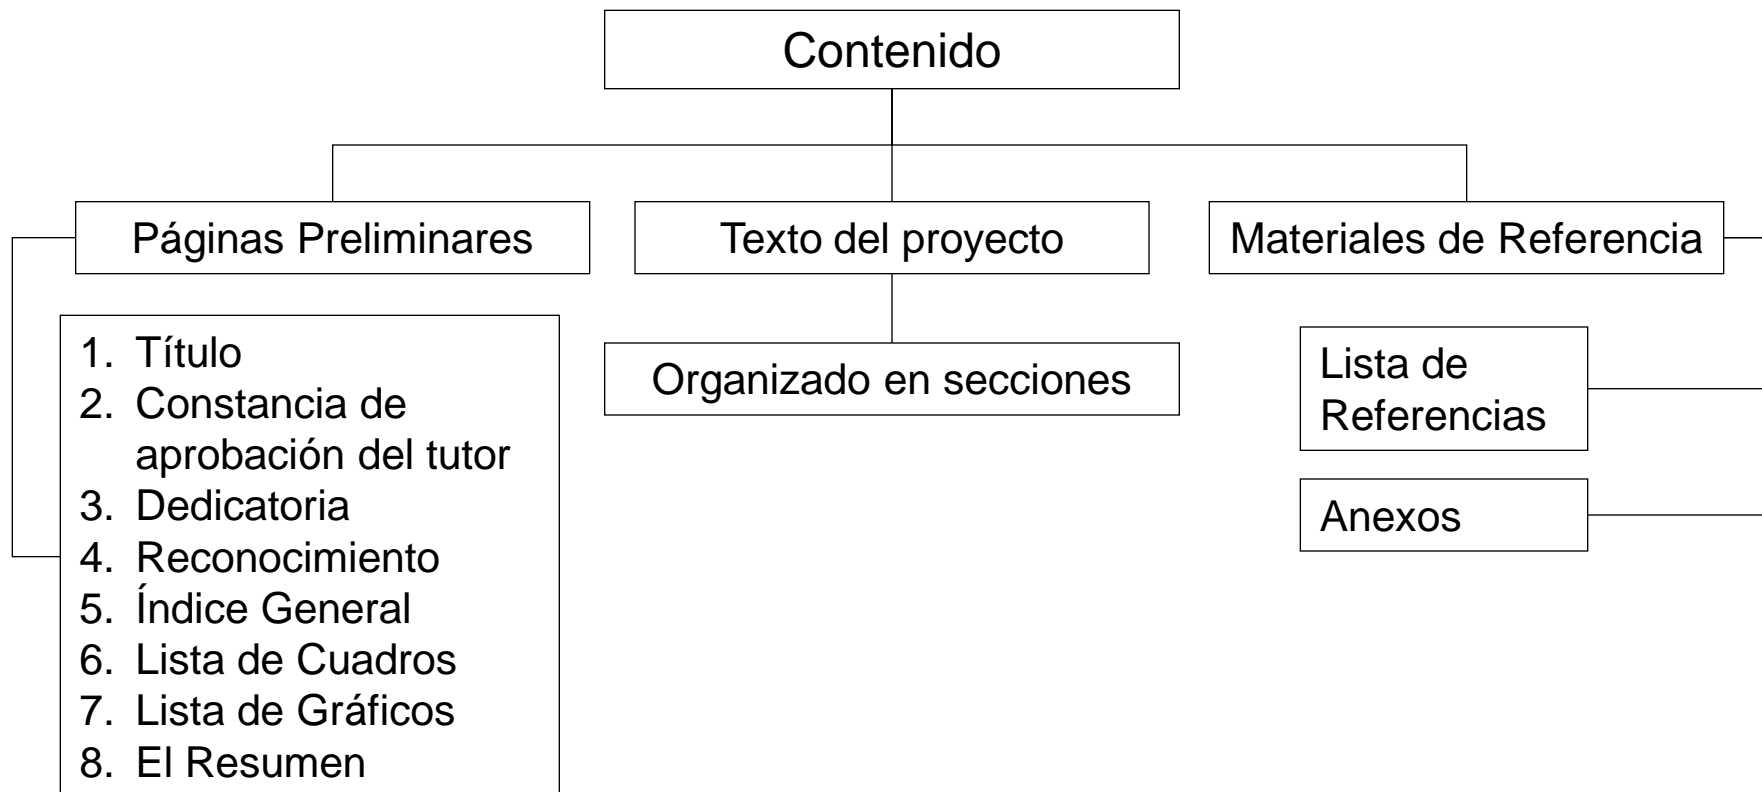 Contenido
Páginas Preliminares
Texto del proyecto
Materiales de Referencia
1. Título
2. Constancia de
aprobación del tutor
3. Dedicatoria
4. Reconocimiento
5. Índice General
6. Lista de Cuadros
7. Lista de Gráficos
8. El Resumen
Organizado en secciones
Lista de
Referencias
Anexos